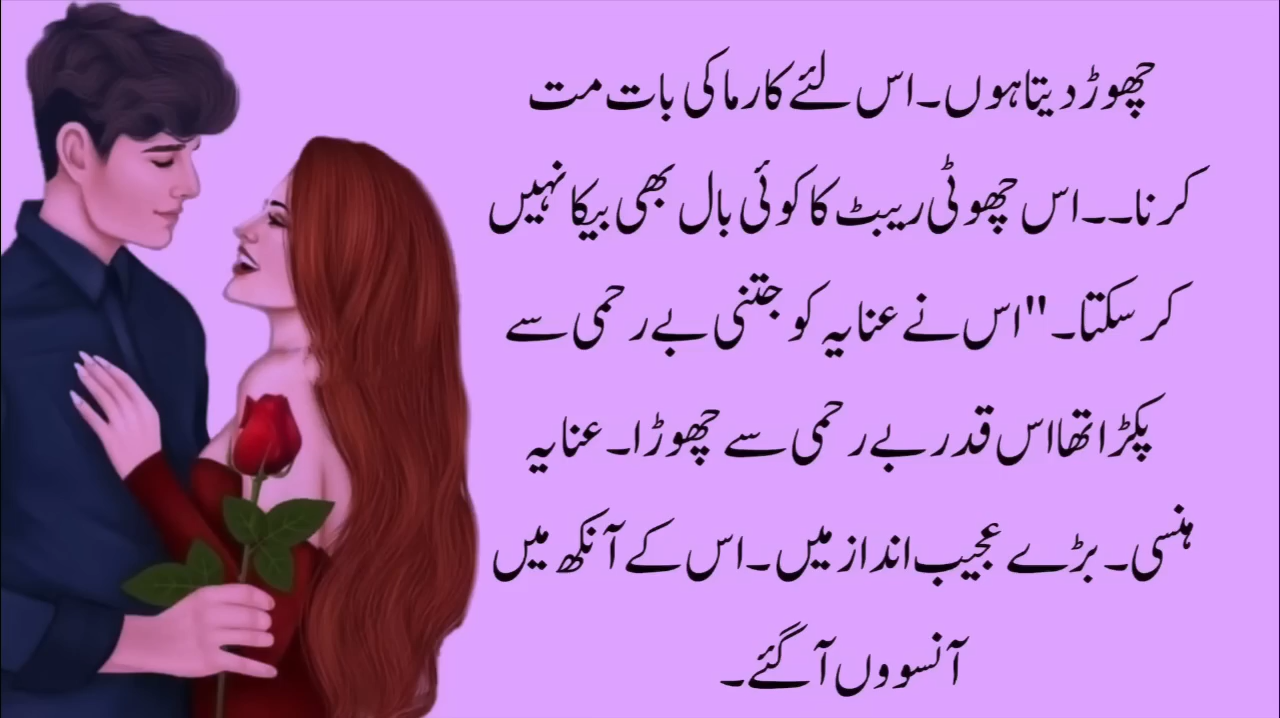 چھوڑ دیتا ہوں۔ اس لئے کارما کی بات مت
کرنا۔۔ اس چھوٹی ریبٹ کا کوئی بال بھی بیکا نہیں
کر سکتا۔" اس نے عنایہ کو جتنی بے رحمی سے
پکڑا تھا اس قدر بے رحمی سے چھوڑا۔ عنایہ
ہنسی۔ بڑے عجیب انداز میں۔ اس کے آنکھ میں
آنسووں آ گئے۔